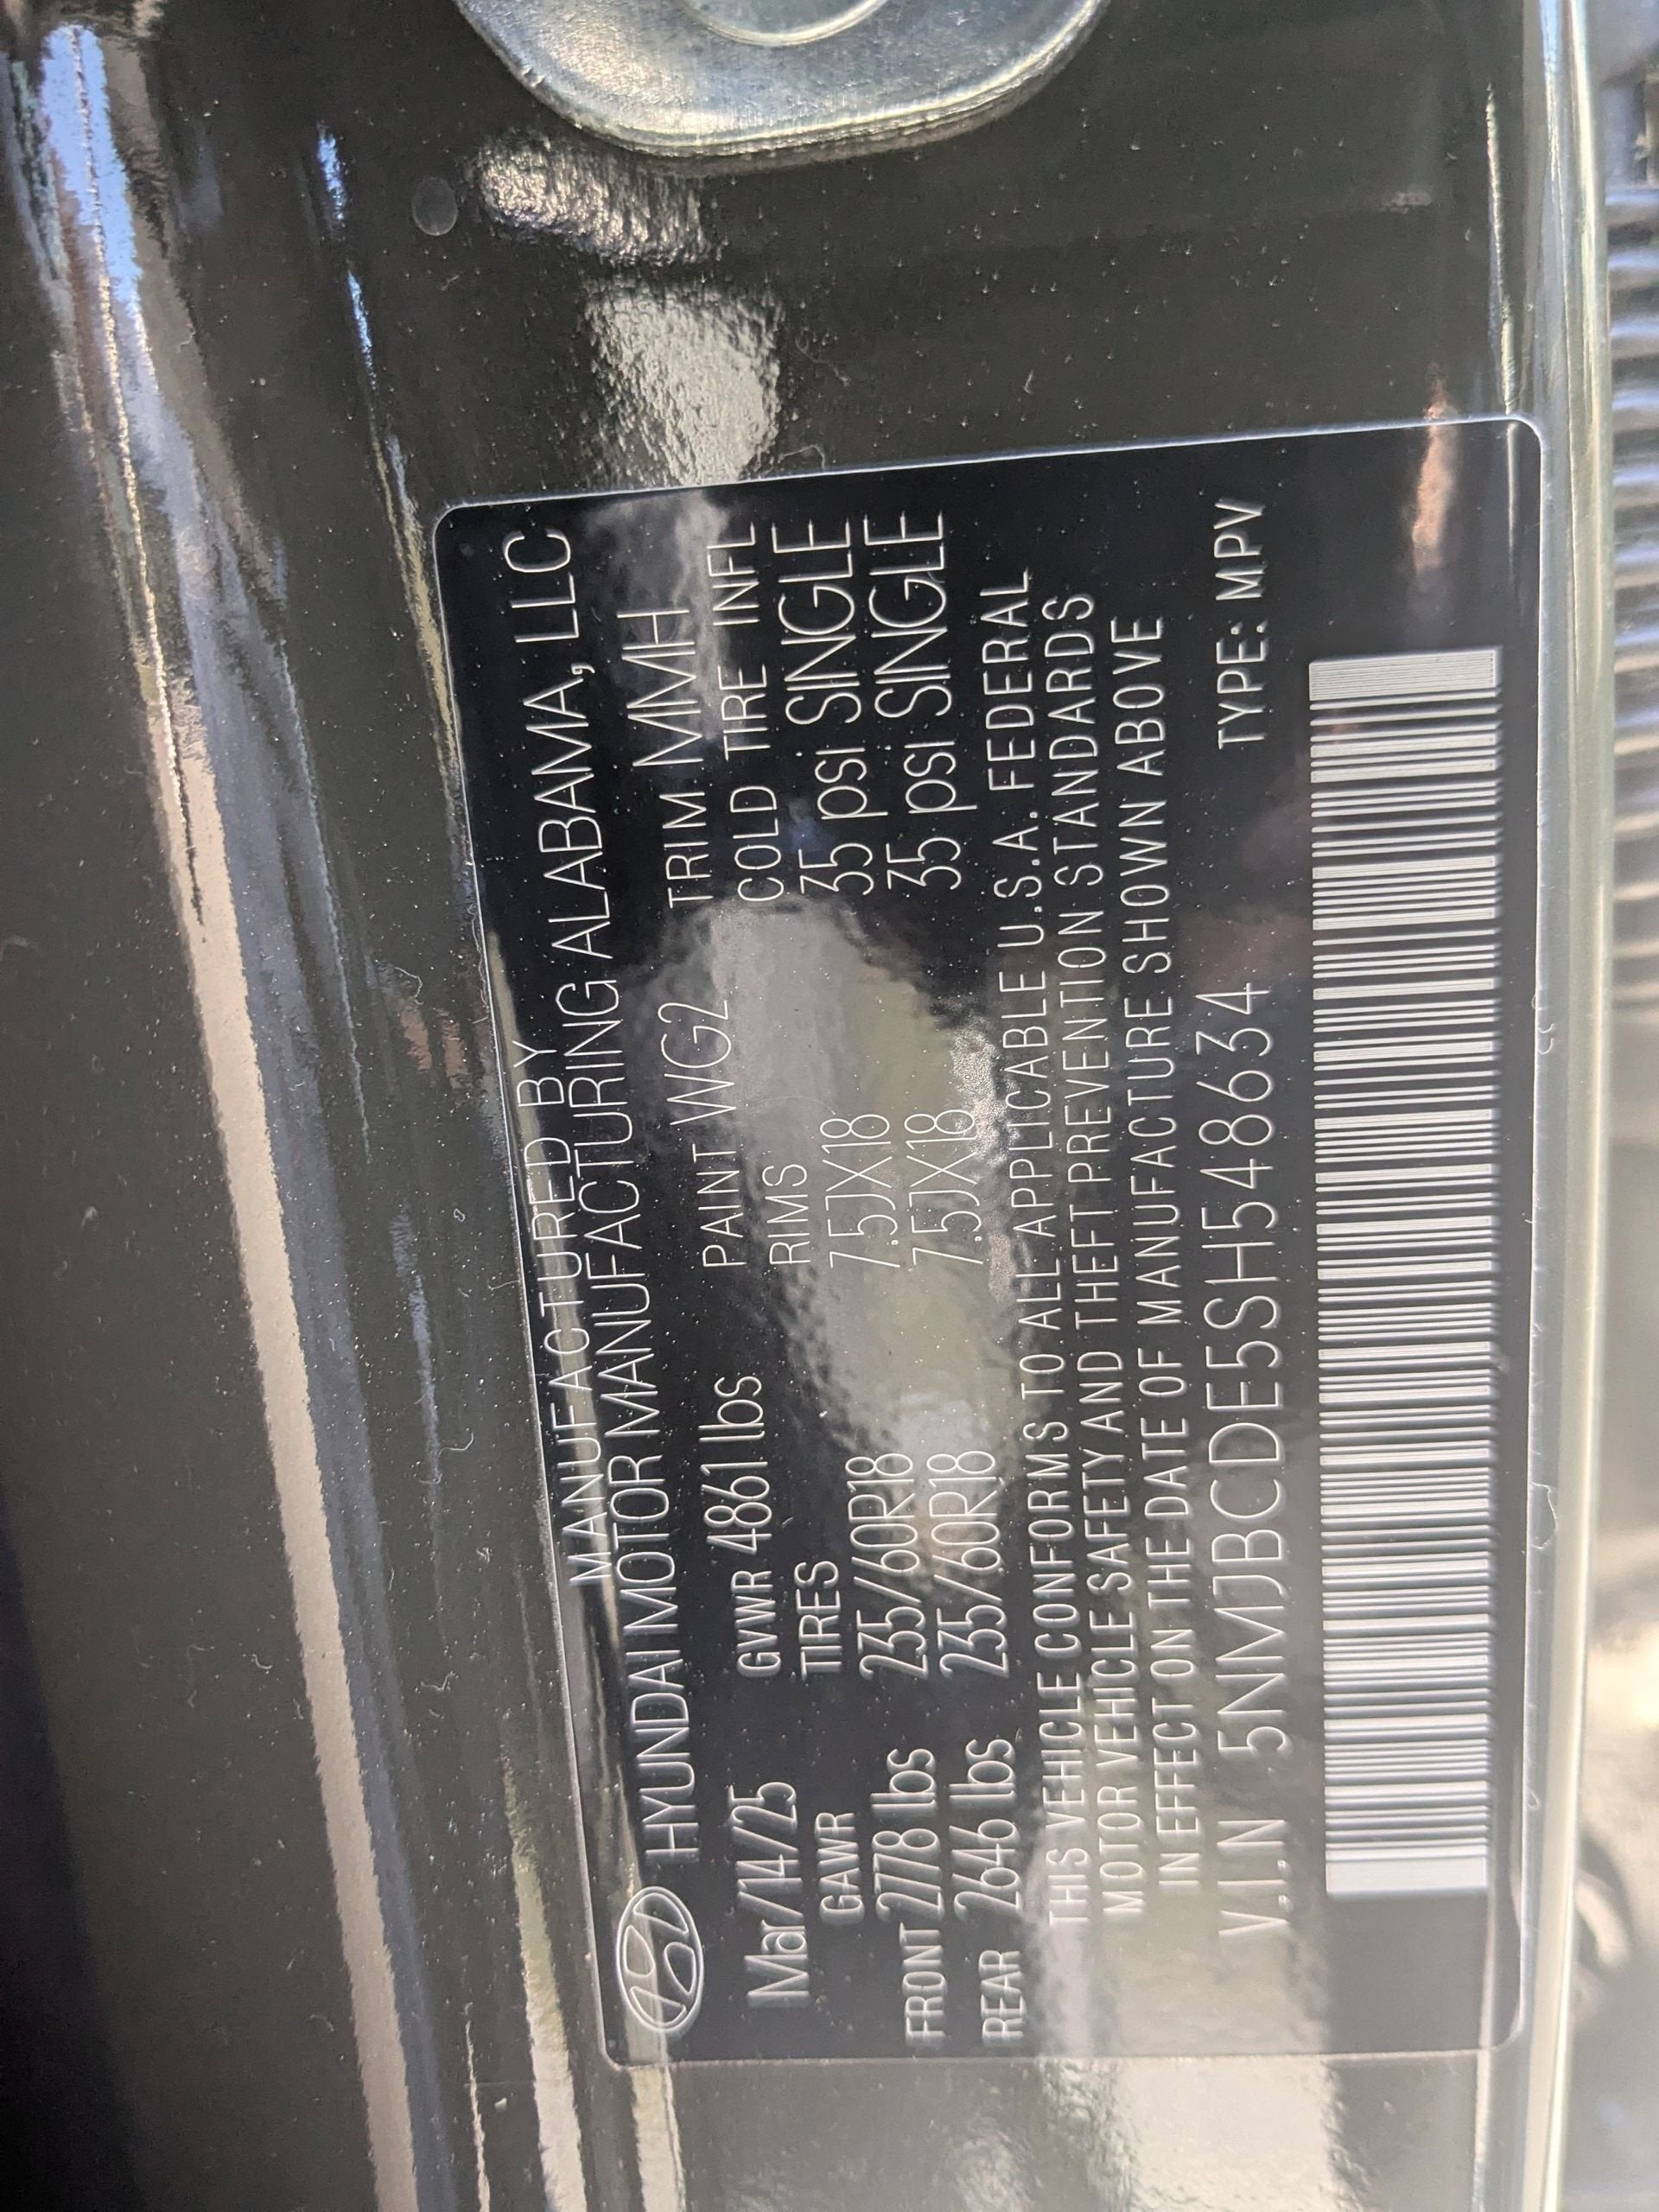 MANUFACTURED BY
HYUNDAI MOTOR MANUFACTURING ALABAMA, LLC
Mar/14/25 GVWR 4861 lbs PAINT WG2 TRIM MMH
GAWR TIRES RIMS COLD TIRE INFL
FRONT 2778 lbs 235/60R18 7.5JX18 35 psi SINGLE
REAR 2646 lbs 235/60R18 7.5JX18 35 psi SINGLE
THIS VEHICLE CONFORMS TO ALL APPLICABLE U.S.A. FEDERAL
MOTOR VEHICLE SAFETY AND THEFT PREVENTION STANDARDS
IN EFFECT ON THE DATE OF MANUFACTURE SHOWN ABOVE
V.I.N 5NMJBCDE5SH548634 TYPE: MPV